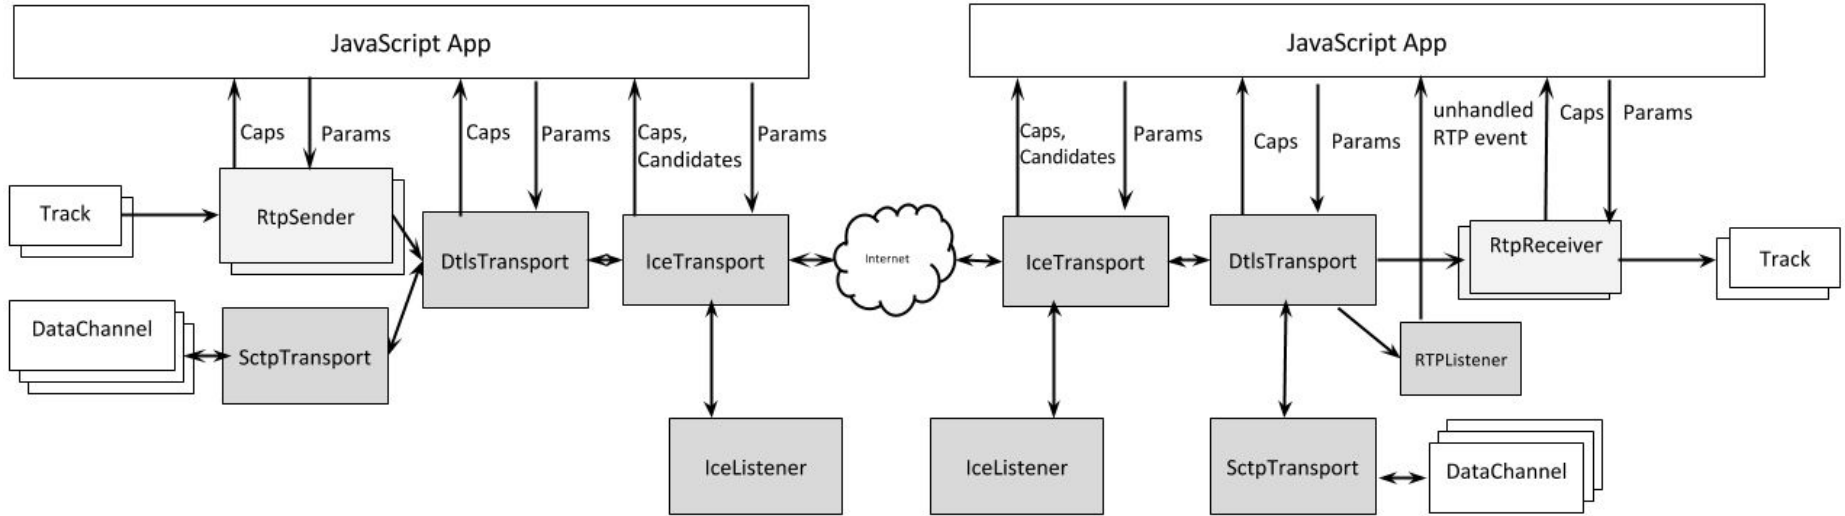 JavaScript App
JavaScript App
Caps
Params
Caps
Params
Caps,
Candidates
Params
Caps,
Candidates
Params
Caps
Params
unhandled
RTP event
Caps
Params
Track
RtpSender
DtlsTransport
IceTransport
Internet
IceTransport
DtlsTransport
RtpReceiver
Track
DataChannel
SctpTransport
RTPListener
IceListener
IceListener
SctpTransport
DataChannel